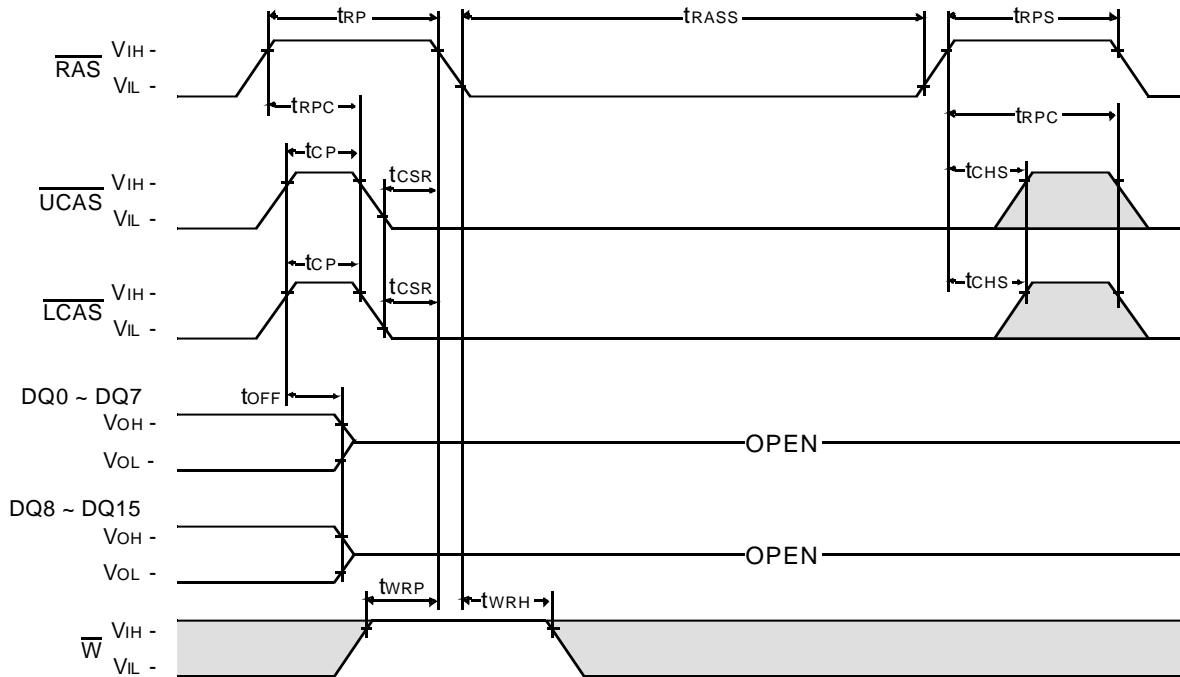 tRP tRASS tRPS
RAS VIH -
VIL -
tRPC tRPC
tCP tCSR tCHS
UCAS VIH -
VIL -
tCP tCSR tCHS
LCAS VIH -
VIL -
DQ0 ~ DQ7 tOFF
VOH -
VOL - OPEN
DQ8 ~ DQ15
VOH -
VOL - OPEN
tWRP tWRH
W VIH -
VIL -